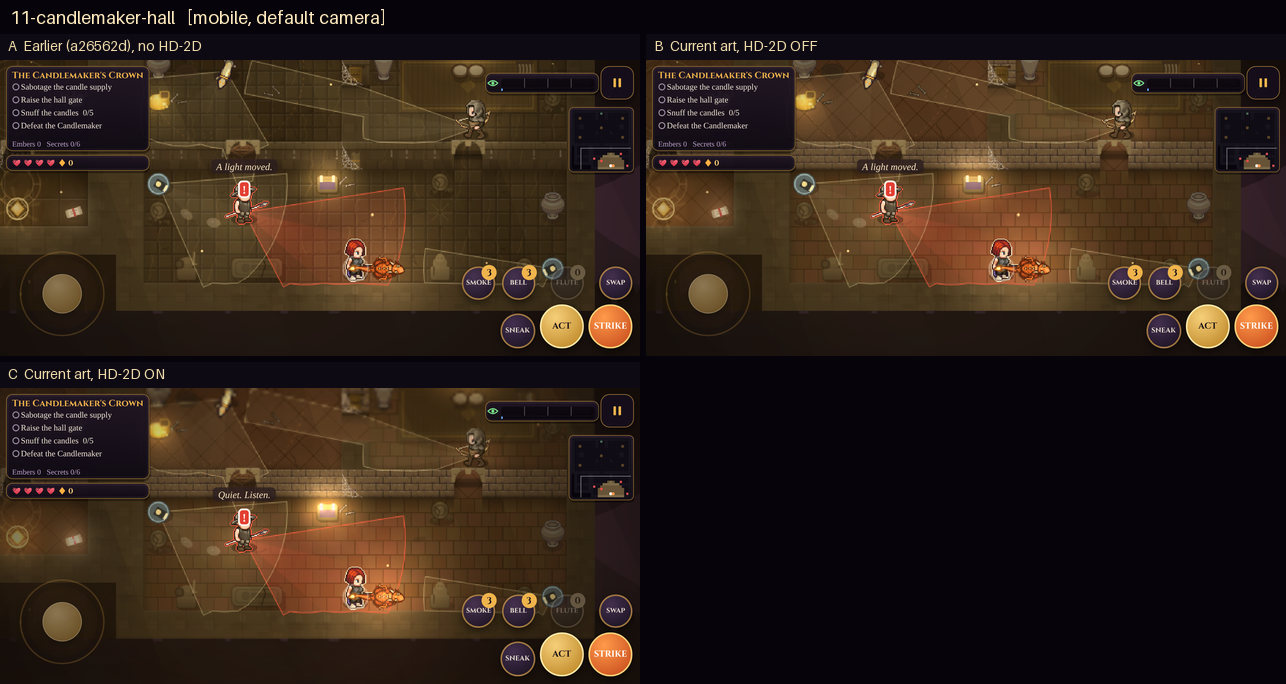 11-candlemaker-hall [mobile, default camera]
A Earlier (a26562d), no HD-2D
THE CANDLEMAKER'S CROWN
Sabotage the candle supply
Raise the hall gate
Snuff the candles 0/5
Defeat the Candlemaker
Embers 0 Secrets 0/6
0
A light moved.
!
3
3
0
SMOKE
BELL
FLUTE
SWAP
SNEAK
ACT
STRIKE
B Current art, HD-2D OFF
THE CANDLEMAKER'S CROWN
Sabotage the candle supply
Raise the hall gate
Snuff the candles 0/5
Defeat the Candlemaker
Embers 0 Secrets 0/6
0
A light moved.
!
3
3
0
SMOKE
BELL
FLUTE
SWAP
SNEAK
ACT
STRIKE
C Current art, HD-2D ON
THE CANDLEMAKER'S CROWN
Sabotage the candle supply
Raise the hall gate
Snuff the candles 0/5
Defeat the Candlemaker
Embers 0 Secrets 0/6
0
Quiet. Listen.
!
3
3
0
SMOKE
BELL
FLUTE
SWAP
SNEAK
ACT
STRIKE